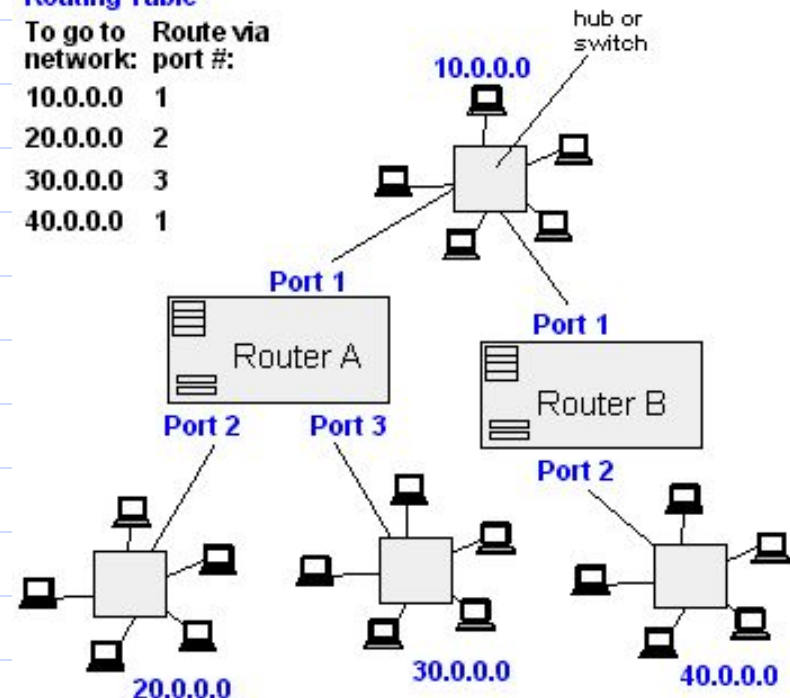 Routing Table
To go to Route via
network: port #:
10.0.0.0 1
20.0.0.0 2
30.0.0.0 3
40.0.0.0 1
hub or
switch
10.0.0.0
Port 1
Router A
Port 2 Port 3
Port 1
Router B
Port 2
20.0.0.0
30.0.0.0
40.0.0.0